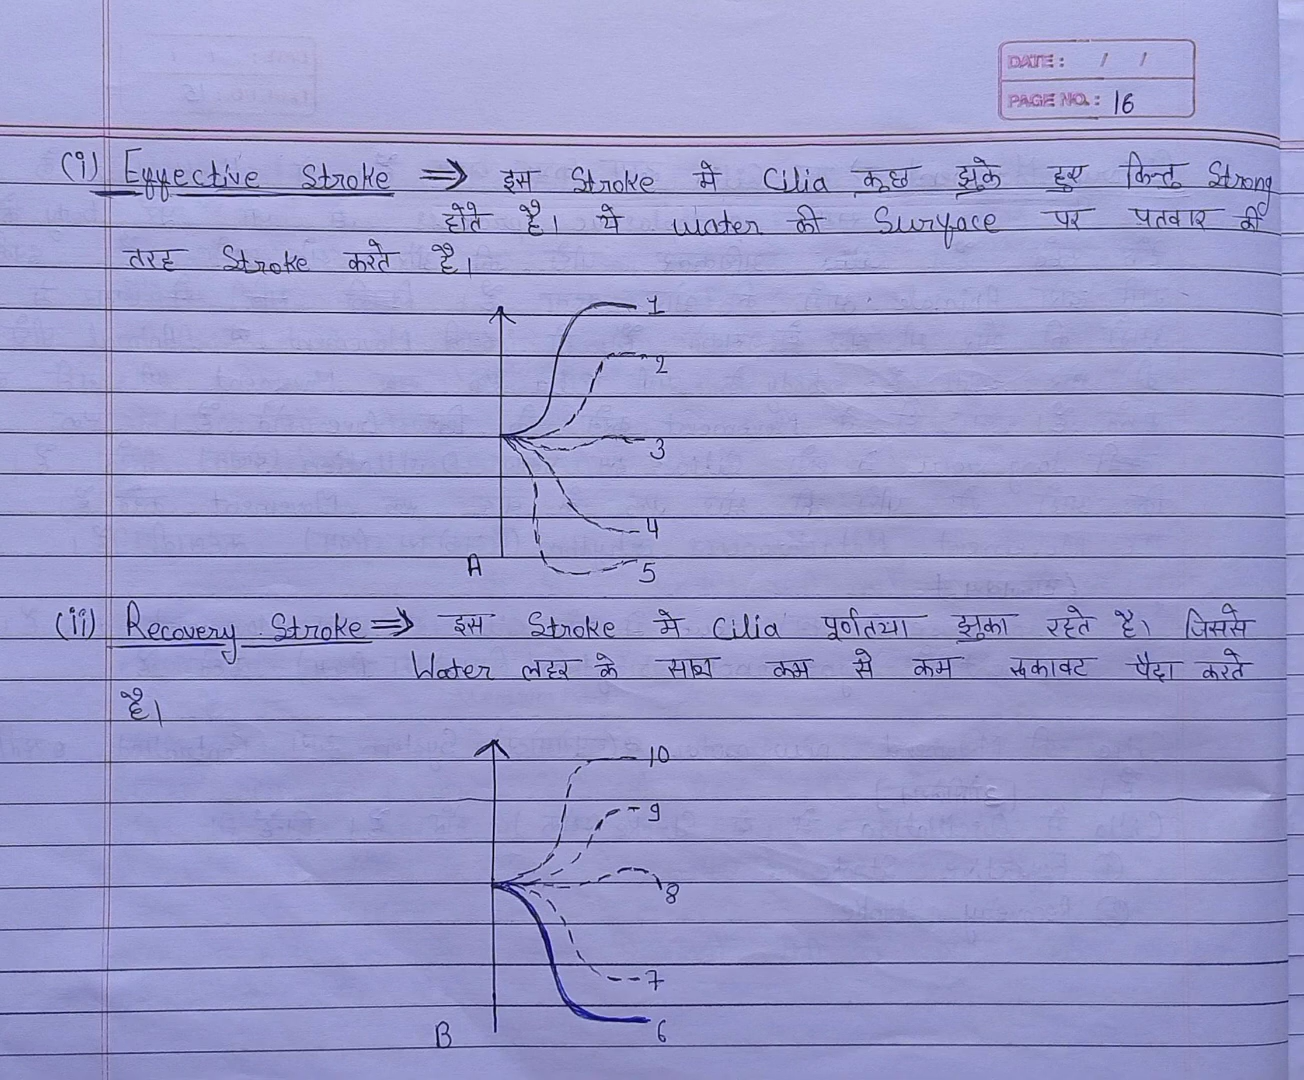 DATE: / /
PAGE NO.: 16
(i) Effective Stroke ⇒ इस Stroke मे Cilia कुछ झुके हुए किन्तु Strong
होते है। ये water की Surface पर पतवार की
तरह Stroke करते है।
1
2
3
4
A 5
(ii) Recovery Stroke ⇒ इस Stroke मे Cilia पूर्णतया झुका रहते है। जिससे
Water लहर के साथ कम से कम रूकावट पैदा करते
है।
10
9
8
7
B 6